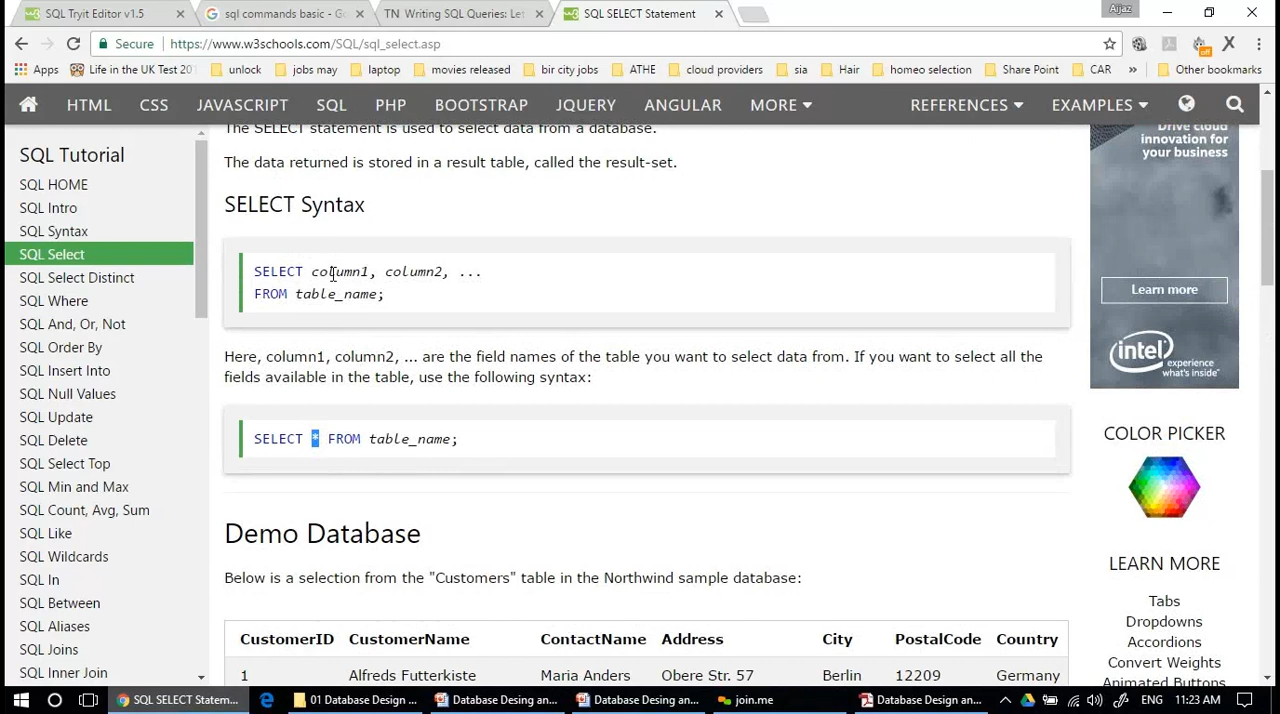 SQL Tryit Editor v1.5
sql commands basic - Go
TN Writing SQL Queries: Let
SQL SELECT Statement
Aijaz
Secure
https://www.w3schools.com/SQL/sql_select.asp
Apps
Life in the UK Test 20
unlock
jobs may
laptop
movies released
bir city jobs
ATHE
cloud providers
sia
Hair
homeo selection
Share Point
CAR
»
Other bookmarks
HTML
CSS
JAVASCRIPT
SQL
PHP
BOOTSTRAP
JQUERY
ANGULAR
MORE
REFERENCES
EXAMPLES
SQL Tutorial
SQL HOME
SQL Intro
SQL Syntax
SQL Select
SQL Select Distinct
SQL Where
SQL And, Or, Not
SQL Order By
SQL Insert Into
SQL Null Values
SQL Update
SQL Delete
SQL Select Top
SQL Min and Max
SQL Count, Avg, Sum
SQL Like
SQL Wildcards
SQL In
SQL Between
SQL Aliases
SQL Joins
SQL Inner Join
The SELECT statement is used to select data from a database.
The data returned is stored in a result table, called the result-set.
SELECT Syntax
SELECT column1, column2, ...
FROM table_name;
Here, column1, column2, ... are the field names of the table you want to select data from. If you want to select all the
fields available in the table, use the following syntax:
SELECT * FROM table_name;
Demo Database
Below is a selection from the "Customers" table in the Northwind sample database:
CustomerID CustomerName ContactName Address City PostalCode Country
1 Alfreds Futterkiste Maria Anders Obere Str. 57 Berlin 12209 Germany
Drive cloud
innovation for
your business
Learn more
intel
experience
what's inside
COLOR PICKER
LEARN MORE
Tabs
Dropdowns
Accordions
Convert Weights
Animated Buttons
SQL SELECT Statem...
01 Database Design ...
Database Desing an...
Database Desing an...
join.me
Database Desing an...
ENG
11:23 AM